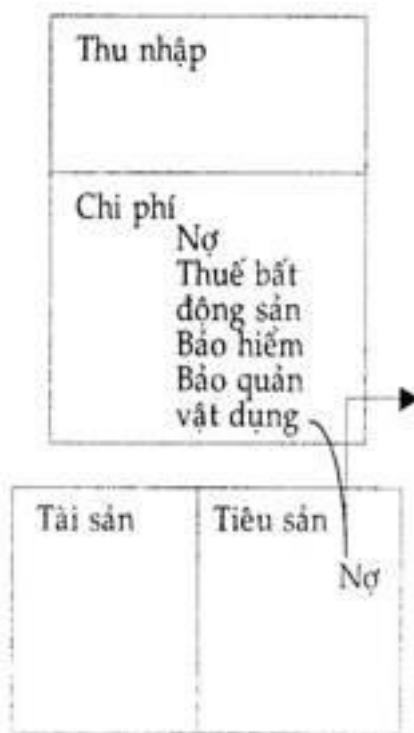 Thu nhập
Chi phí
Nợ
Thuế bất
động sản
Bảo hiểm
Bảo quản
vật dụng
Tài sản
Tiêu sản
Nợ